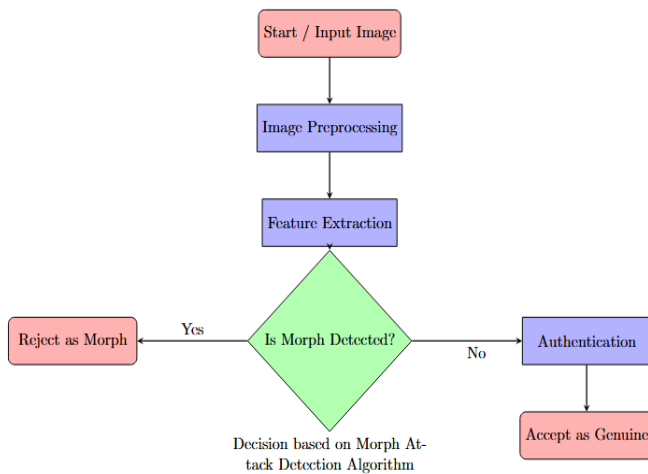 Start / Input Image
Image Preprocessing
Feature Extraction
Is Morph Detected?
Yes
Reject as Morph
No
Authentication
Accept as Genuine
Decision based on Morph At-
tack Detection Algorithm